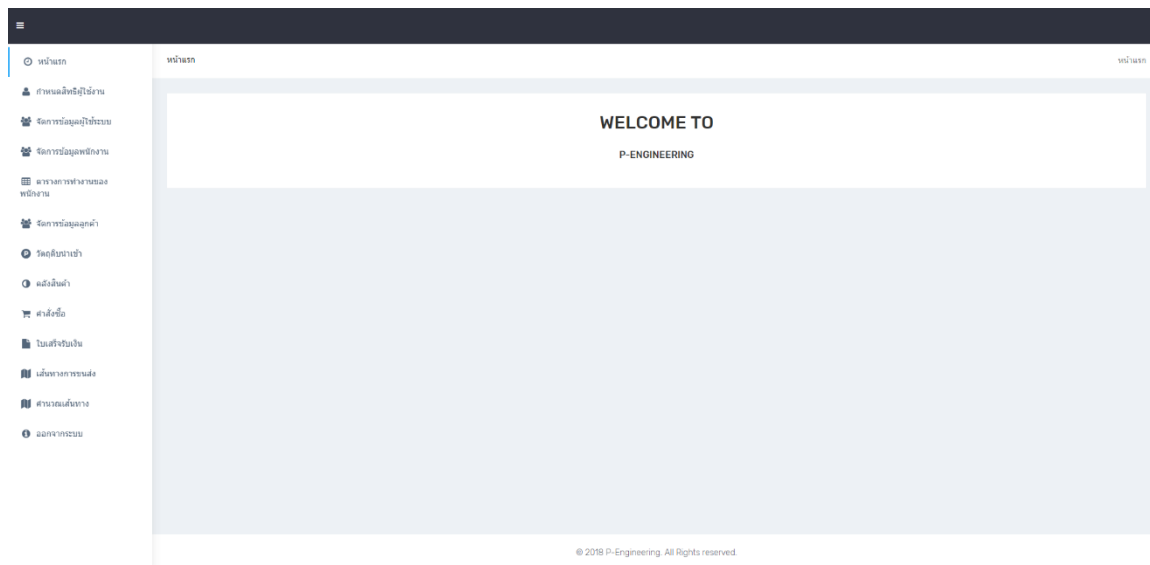 หน้าแรก
กำหนดสิทธิผู้ใช้งาน
จัดการข้อมูลผู้ใช้ระบบ
จัดการข้อมูลพนักงาน
ตารางการทำงานของ
พนักงาน
จัดการข้อมูลลูกค้า
วัตถุดิบนำเข้า
คลังสินค้า
คำสั่งซื้อ
ใบเสร็จรับเงิน
เส้นทางการขนส่ง
คำนวณเส้นทาง
ออกจากระบบ
หน้าแรก
หน้าแรก
WELCOME TO
P-ENGINEERING
© 2018 P-Engineering. All Rights reserved.